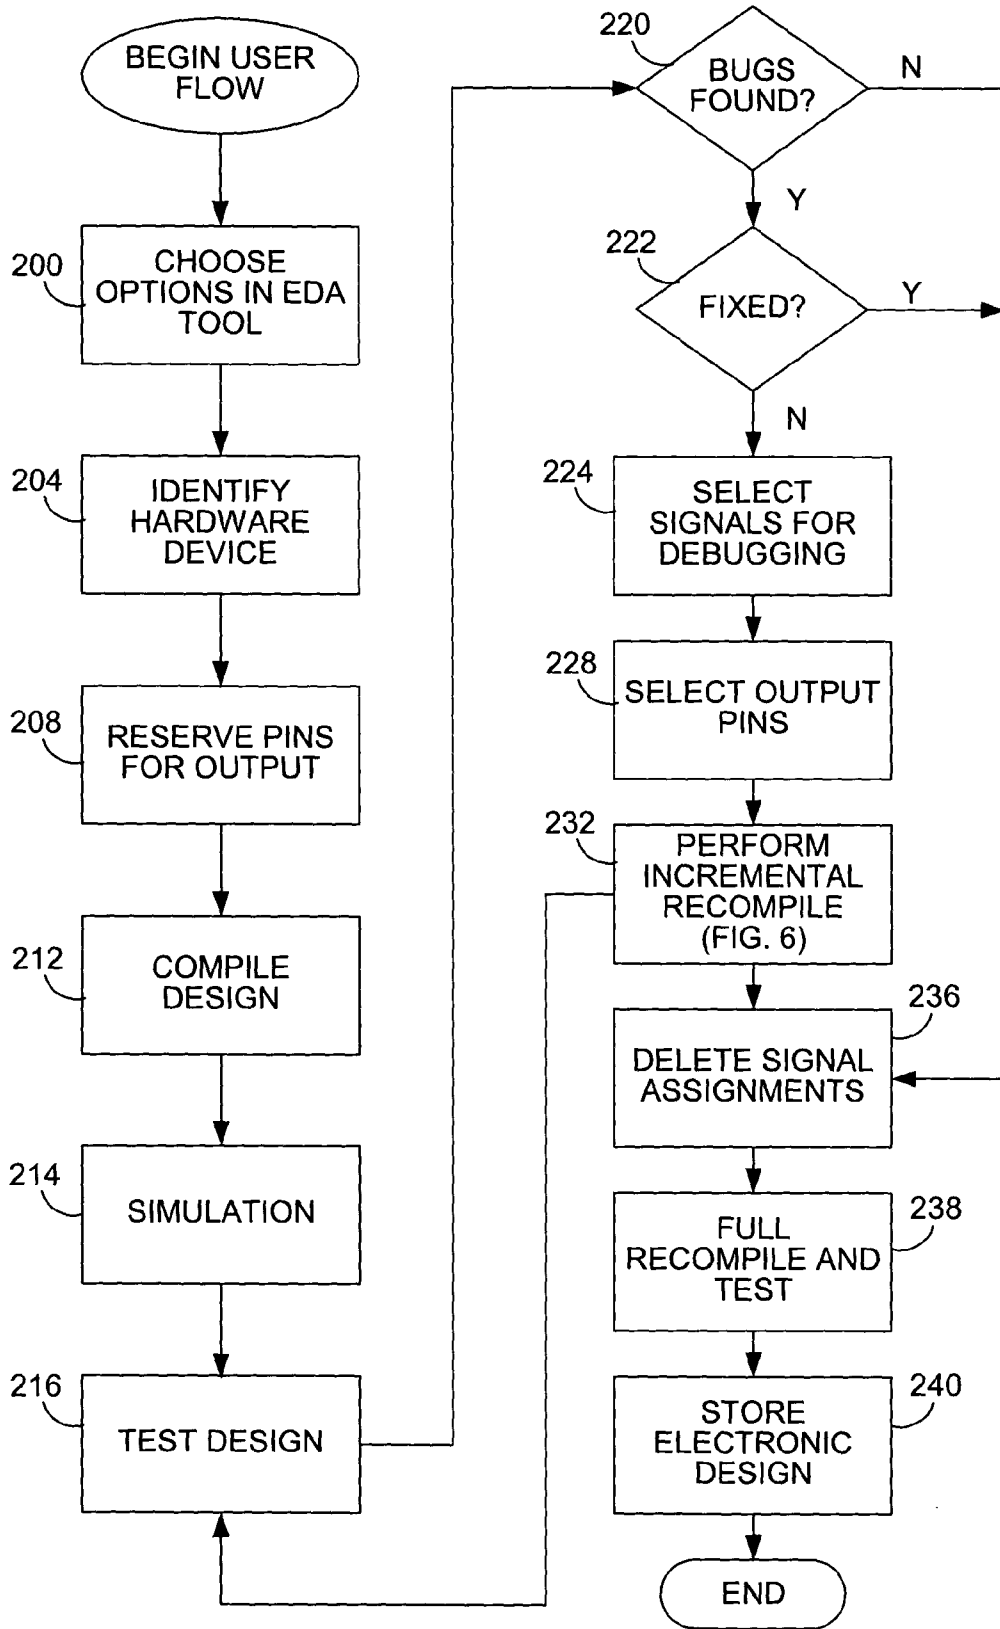 BEGIN USER
FLOW
200
CHOOSE
OPTIONS IN EDA
TOOL
204
IDENTIFY
HARDWARE
DEVICE
208
RESERVE PINS
FOR OUTPUT
212
COMPILE
DESIGN
214
SIMULATION
216
TEST DESIGN
220
BUGS
FOUND?
N
Y
222
FIXED?
Y
N
224
SELECT
SIGNALS FOR
DEBUGGING
228
SELECT OUTPUT
PINS
232
PERFORM
INCREMENTAL
RECOMPILE
(FIG. 6)
236
DELETE SIGNAL
ASSIGNMENTS
238
FULL
RECOMPILE AND
TEST
240
STORE
ELECTRONIC
DESIGN
END